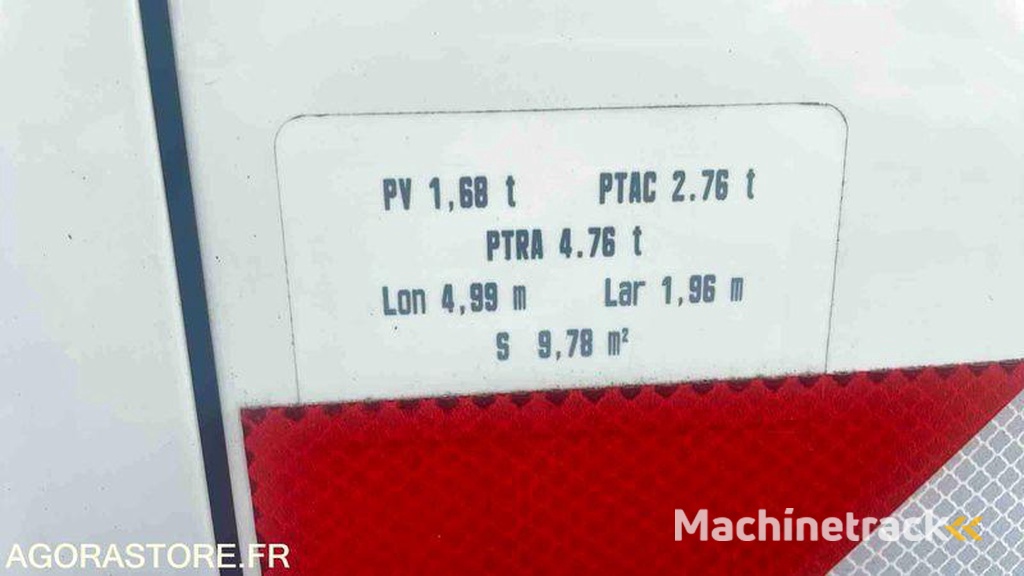 PV 1,68 t PTAC 2.76 t
PTRA 4.76 t
Lon 4,99 m Lar 1,96 m
S 9,78 m²
Machinetrack
AGORASTORE.FR